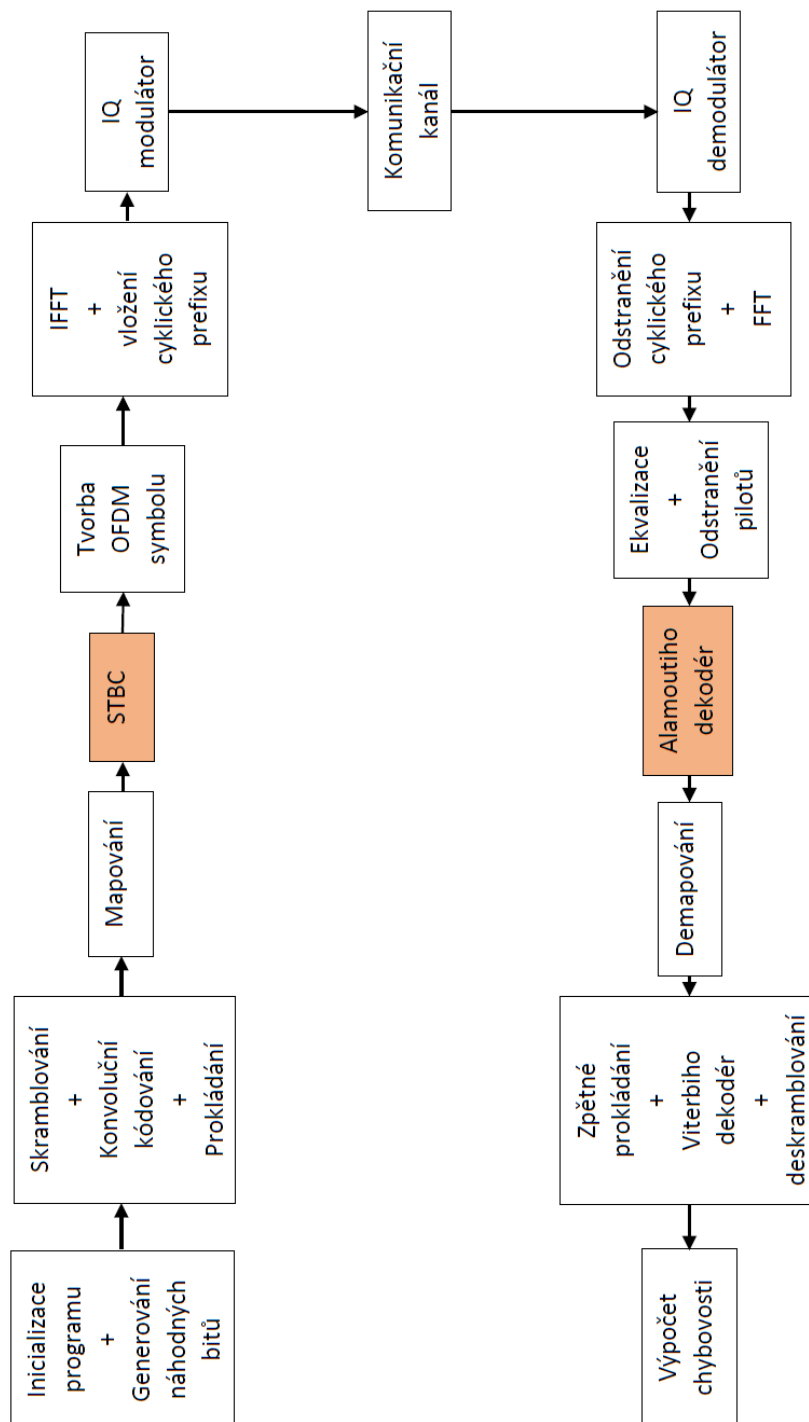 Inicializace
programu
+
Generování
náhodných
bitů
Skramblování
+
Konvoluční
kódování
+
Prokládání
Mapování
STBC
Tvorba
OFDM
symbolu
IFFT
+
vložení
cyklického
prefixu
IQ
modulátor
Komunikační
kanál
IQ
demodulátor
Odstranění
cyklického
prefixu
+
FFT
Ekvalizace
+
Odstranění
pilotů
Alamoutiho
dekodér
Demapování
Zpětné
prokládání
+
Viterbiho
dekodér
+
deskramblování
Výpočet
chybovosti